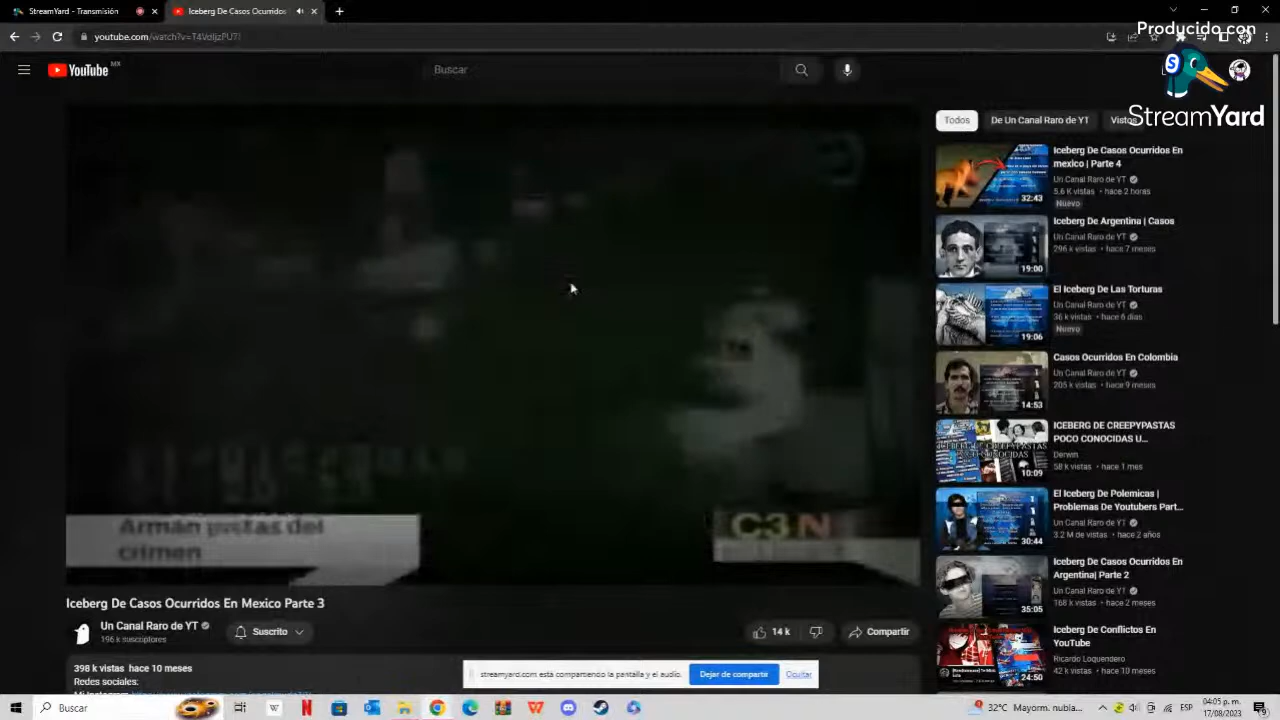 StreamYard - Transmisión
Iceberg De Casos Ocurridos
youtube.com/watch?v=T4VdIjzPU7I
Producido con
StreamYard
YouTube MX
Buscar
Todos
De Un Canal Raro de YT
Vistos
Iceberg De Casos Ocurridos En
mexico | Parte 4
Un Canal Raro de YT
5.6 K vistas • hace 2 horas
Nuevo
32:43
Iceberg De Argentina | Casos
Un Canal Raro de YT
296 k vistas • hace 7 meses
19:00
El Iceberg De Las Torturas
Un Canal Raro de YT
36 k vistas • hace 6 días
Nuevo
19:06
Casos Ocurridos En Colombia
Un Canal Raro de YT
205 k vistas • hace 9 meses
14:53
ICEBERG DE CREEPYPASTAS
POCO CONOCIDAS U...
Derwin
58 k vistas • hace 1 mes
10:09
El Iceberg De Polemicas |
Problemas De Youtubers Part...
Un Canal Raro de YT
3.2 M de vistas • hace 2 años
30:44
Iceberg De Casos Ocurridos En
Argentina| Parte 2
Un Canal Raro de YT
168 k vistas • hace 2 meses
35:05
Iceberg De Conflictos En
YouTube
Ricardo Loquendero
42 k vistas • hace 10 meses
24:50
crimen
Iceberg De Casos Ocurridos En Mexico Parte 3
Un Canal Raro de YT
196 k suscriptores
Suscrito
14 k
Compartir
398 k vistas hace 10 meses
Redes sociales:
streamyard.com está compartiendo la pantalla y el audio.
Dejar de compartir
Ocultar
Buscar
32°C Mayorm. nubla...
ESP
04:05 p. m.
17/08/2023